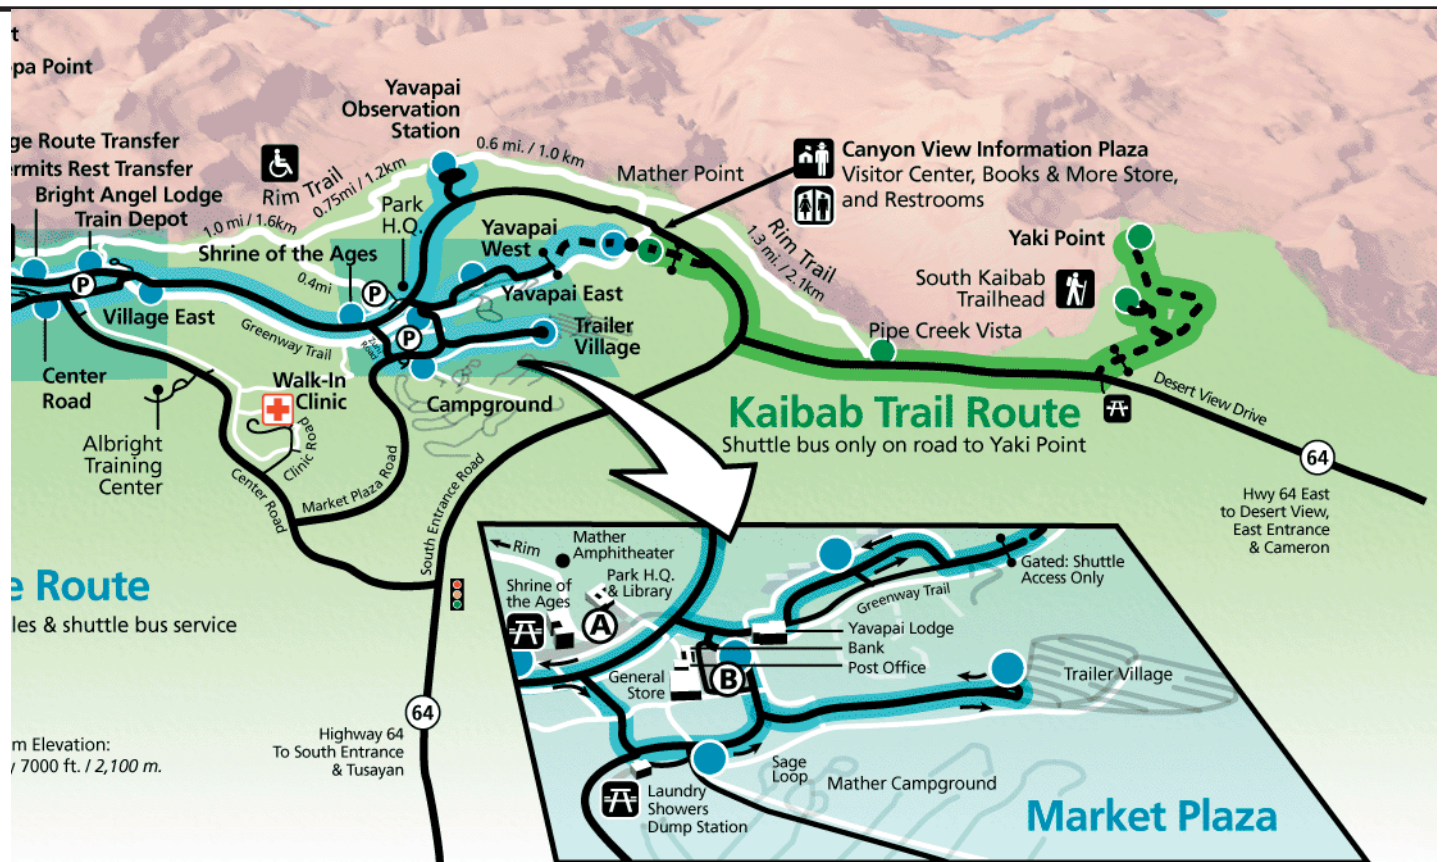 t
pa Point
ge Route Transfer
ermits Rest Transfer
Bright Angel Lodge
Train Depot
Yavapai
Observation
Station
0.6 mi. / 1.0 km
Rim Trail
0.75mi / 1.2km
1.0 mi / 1.6km
Park
H.Q.
Shrine of the Ages
0.4mi
Yavapai
West
Yavapai East
Mather Point
Canyon View Information Plaza
Visitor Center, Books & More Store,
and Restrooms
Rim Trail
1.3 mi. / 2.1km
Yaki Point
South Kaibab
Trailhead
Pipe Creek Vista
P
P
P
Village East
Greenway Trail
Zuni
Road
Trailer
Village
Center
Road
Walk-In
Clinic
Campground
Albright
Training
Center
Clinic Road
Center Road
Market Plaza Road
South Entrance Road
Kaibab Trail Route
Shuttle bus only on road to Yaki Point
Desert View Drive
64
Hwy 64 East
to Desert View,
East Entrance
& Cameron
e Route
les & shuttle bus service
64
Highway 64
To South Entrance
& Tusayan
m Elevation:
y 7000 ft. / 2,100 m.
Rim
Mather
Amphitheater
Shrine of
the Ages
Park H.Q.
& Library
A
Gated: Shuttle
Access Only
Greenway Trail
Yavapai Lodge
Bank
Post Office
General
Store
B
Trailer Village
Sage
Loop
Mather Campground
Laundry
Showers
Dump Station
Market Plaza